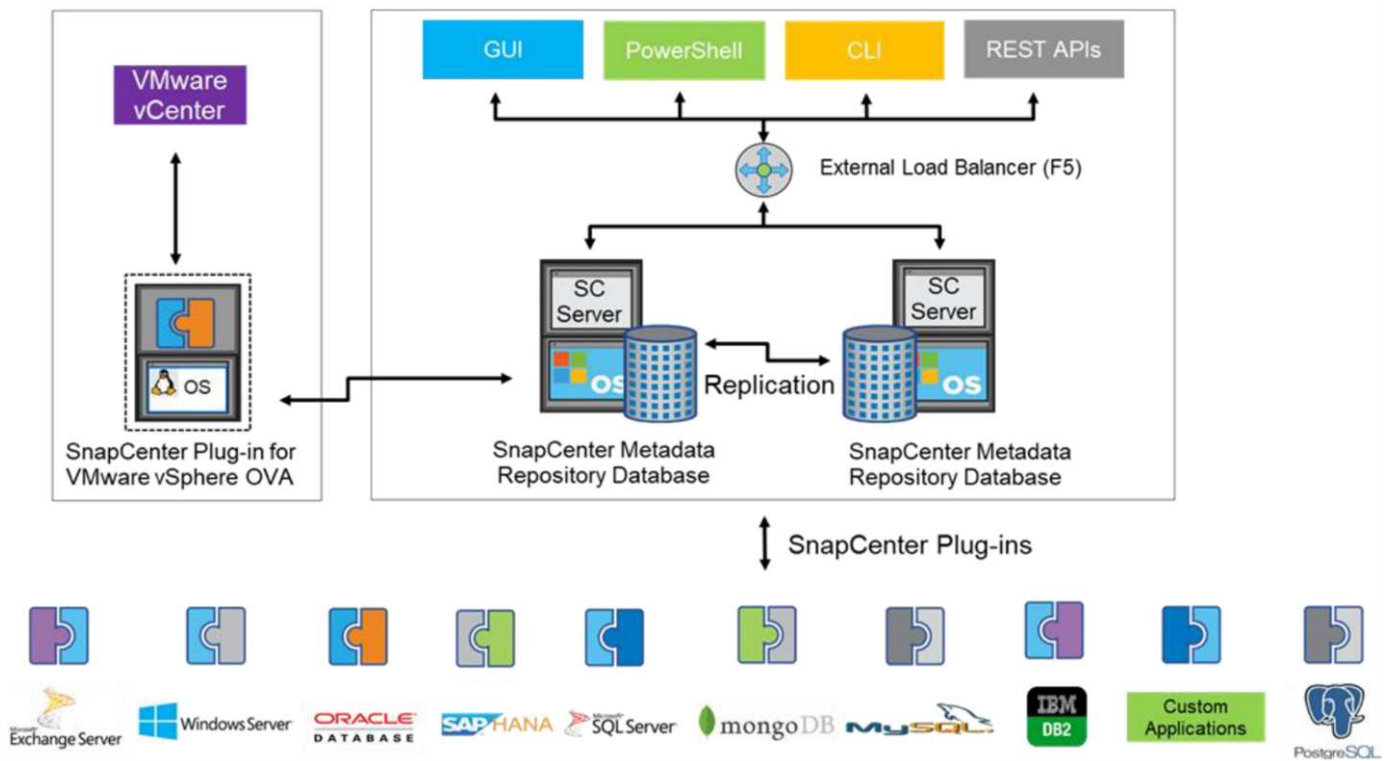 VMware
vCenter
GUI
PowerShell
CLI
REST APIs
External Load Balancer (F5)
SC
Server
SC
Server
OS
OS
OS
Replication
SnapCenter Plug-in for
VMware vSphere OVA
SnapCenter Metadata
Repository Database
SnapCenter Metadata
Repository Database
SnapCenter Plug-ins
Microsoft
Exchange Server
Windows Server
ORACLE
DATABASE
SAP HANA
Microsoft
SQL Server
mongoDB
MySQL
IBM
DB2
Custom
Applications
PostgreSQL